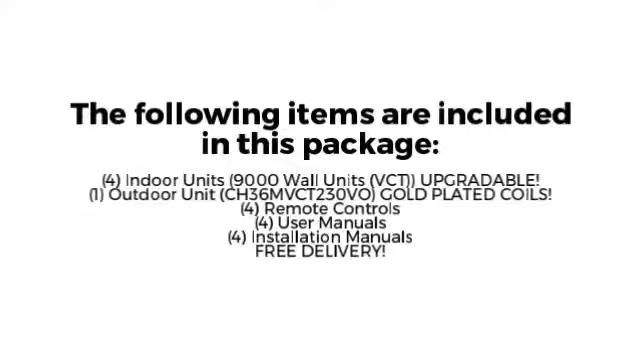 The following items are included
in this package:
(4) Indoor Units (9000 Wall Units (VCT)) UPGRADABLE!
(1) Outdoor Unit (CH36MVCT230VO) GOLD PLATED COILS!
(4) Remote Controls
(4) User Manuals
(4) Installation Manuals
FREE DELIVERY!